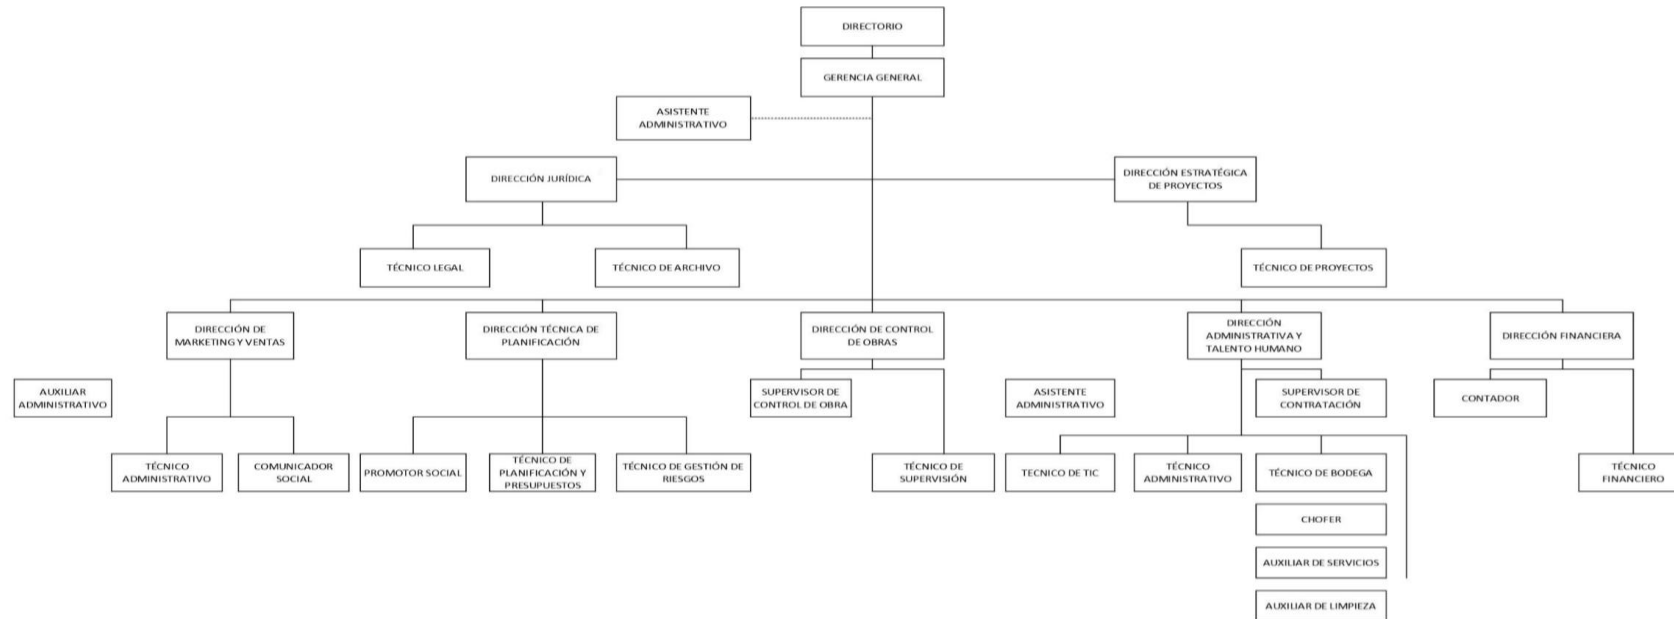 DIRECTORIO
GERENCIA GENERAL
ASISTENTE
ADMINISTRATIVO
DIRECCIÓN JURÍDICA
DIRECCIÓN ESTRATÉGICA
DE PROYECTOS
TÉCNICO LEGAL
TÉCNICO DE ARCHIVO
TÉCNICO DE PROYECTOS
DIRECCIÓN DE
MARKETING Y VENTAS
DIRECCIÓN TÉCNICA DE
PLANIFICACIÓN
DIRECCIÓN DE CONTROL
DE OBRAS
DIRECCIÓN
ADMINISTRATIVA Y
TALENTO HUMANO
DIRECCIÓN FINANCIERA
AUXILIAR
ADMINISTRATIVO
SUPERVISOR DE
CONTROL DE OBRA
ASISTENTE
ADMINISTRATIVO
SUPERVISOR DE
CONTRATACIÓN
CONTADOR
TÉCNICO
ADMINISTRATIVO
COMUNICADOR
SOCIAL
PROMOTOR SOCIAL
TÉCNICO DE
PLANIFICACIÓN Y
PRESUPUESTOS
TÉCNICO DE GESTIÓN DE
RIESGOS
TÉCNICO DE
SUPERVISIÓN
TECNICO DE TIC
TÉCNICO
ADMINISTRATIVO
TÉCNICO DE BODEGA
TÉCNICO
FINANCIERO
CHOFER
AUXILIAR DE SERVICIOS
AUXILIAR DE LIMPIEZA